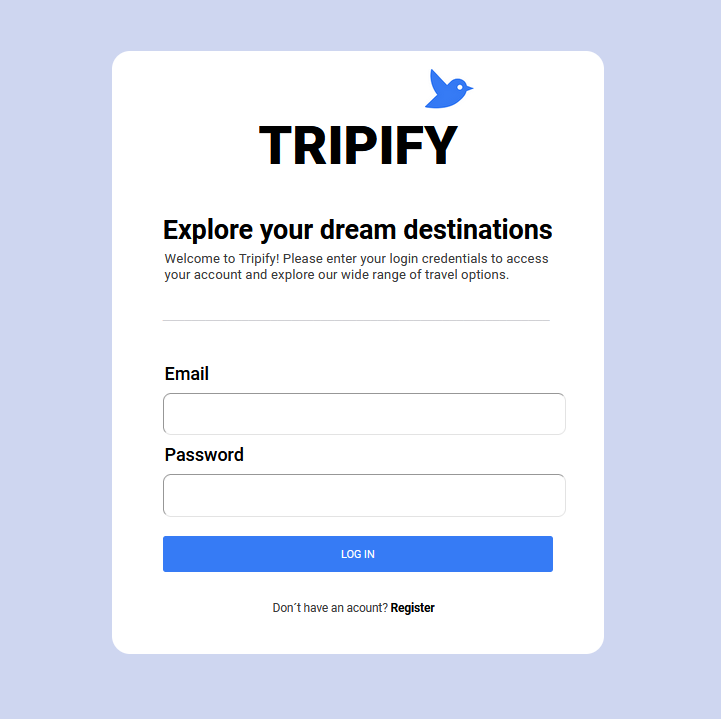 TRIPIFY
Explore your dream destinations
Welcome to Tripify! Please enter your login credentials to access
your account and explore our wide range of travel options.
Email
Password
LOG IN
Don´t have an acount? Register